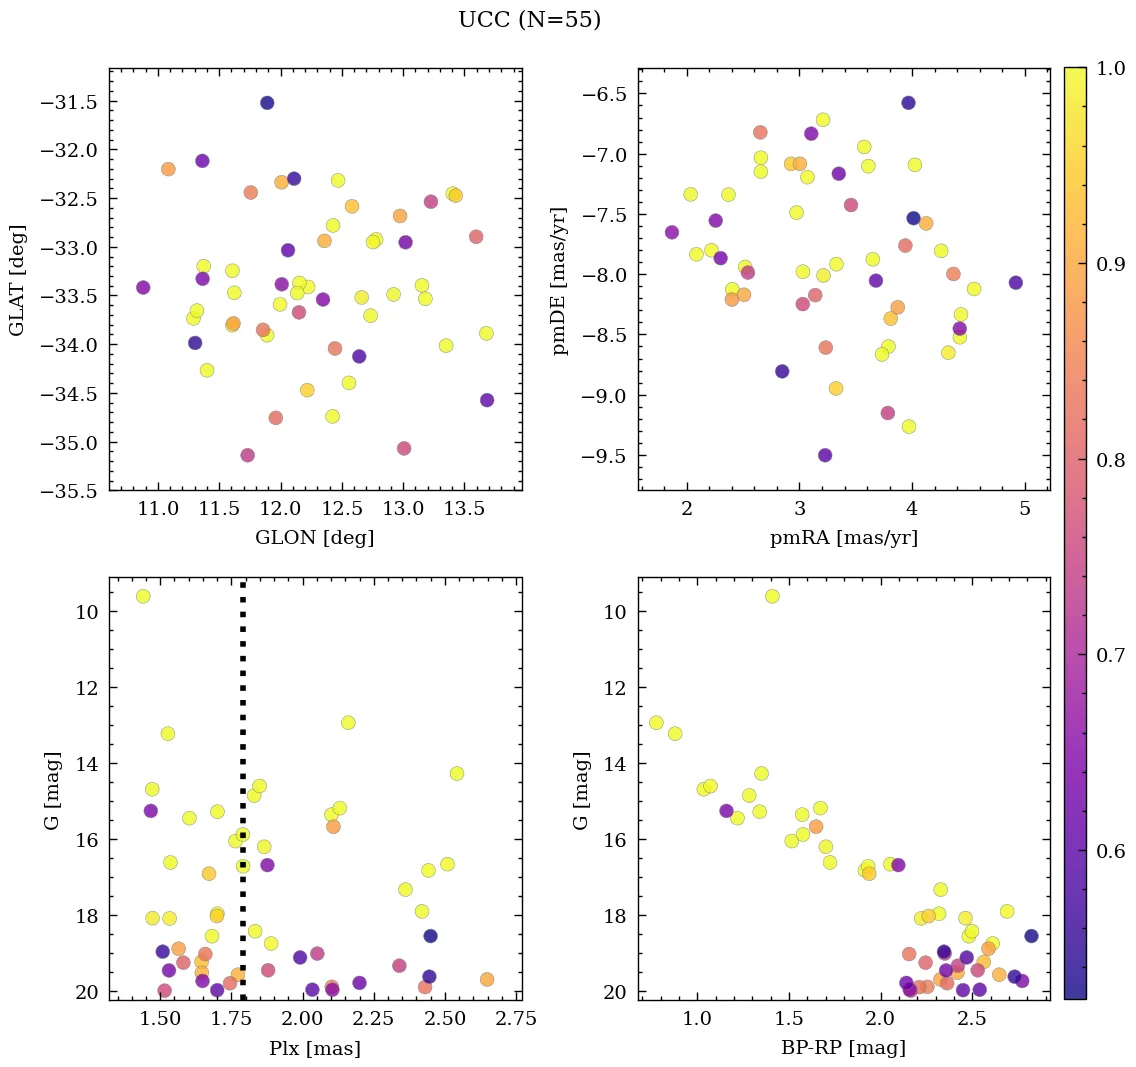 UCC (N=55)
−31.5
−32.0
−32.5
−33.0
−33.5
−34.0
−34.5
−35.0
−35.5
GLAT [deg]
11.0 11.5 12.0 12.5 13.0 13.5
GLON [deg]
−6.5
−7.0
−7.5
−8.0
−8.5
−9.0
−9.5
pmDE [mas/yr]
2 3 4 5
pmRA [mas/yr]
1.0
0.9
0.8
0.7
0.6
10
12
14
16
18
20
G [mag]
1.50 1.75 2.00 2.25 2.50 2.75
Plx [mas]
10
12
14
16
18
20
G [mag]
1.0 1.5 2.0 2.5
BP-RP [mag]